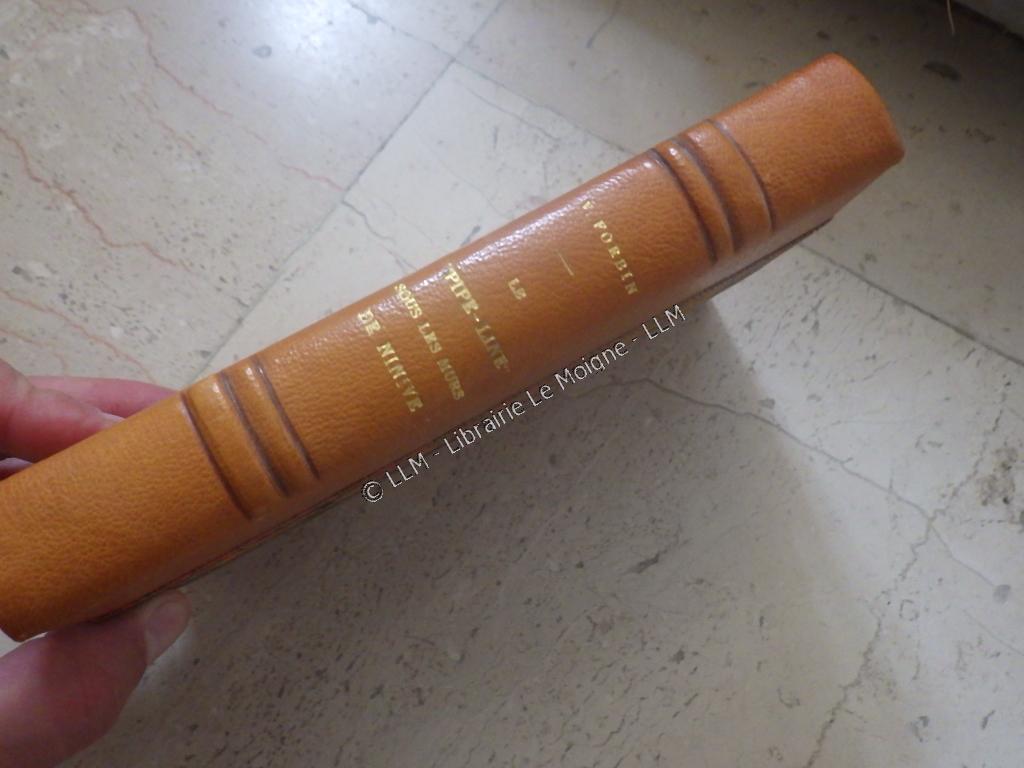 V FORBIN
LE
"PIPE-LINE"
SOUS LES MURS
DE NINIVE
© LLM - Librairie Le Moigne - LLM